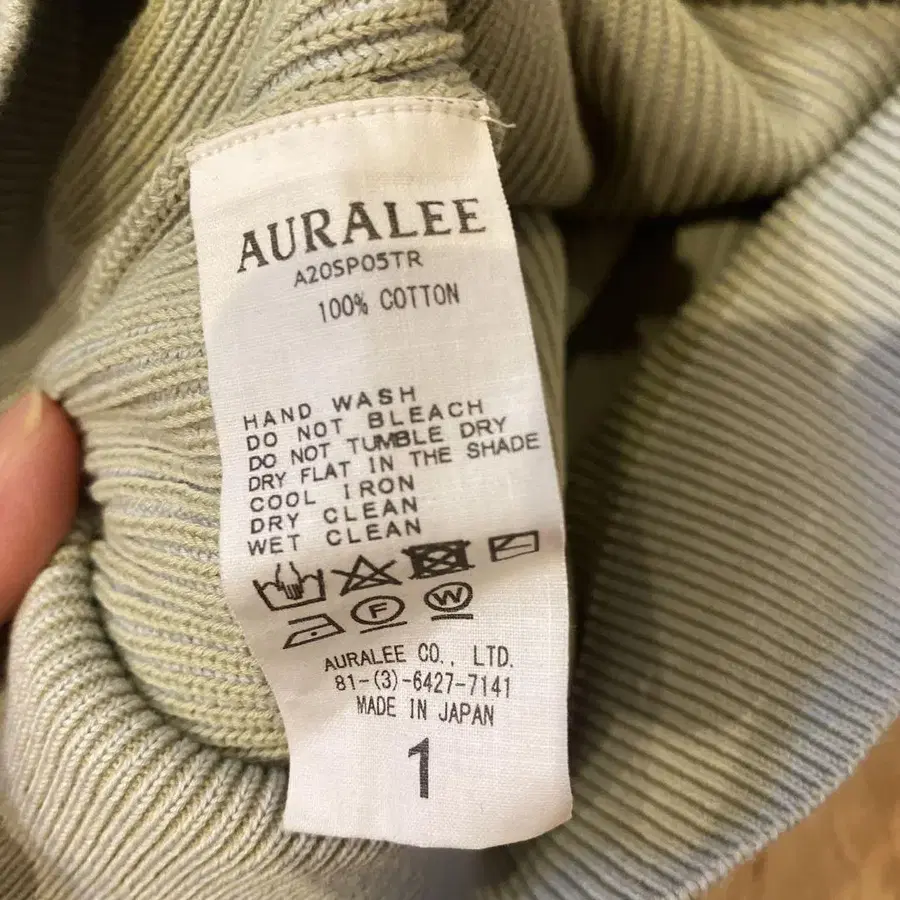 AURALEE
A20SP05TR
100% COTTON
HAND WASH
DO NOT BLEACH
DO NOT TUMBLE DRY
DRY FLAT IN THE SHADE
COOL IRON
DRY CLEAN
WET CLEAN
F W
AURALEE CO., LTD.
81-(3)-6427-7141
MADE IN JAPAN
1